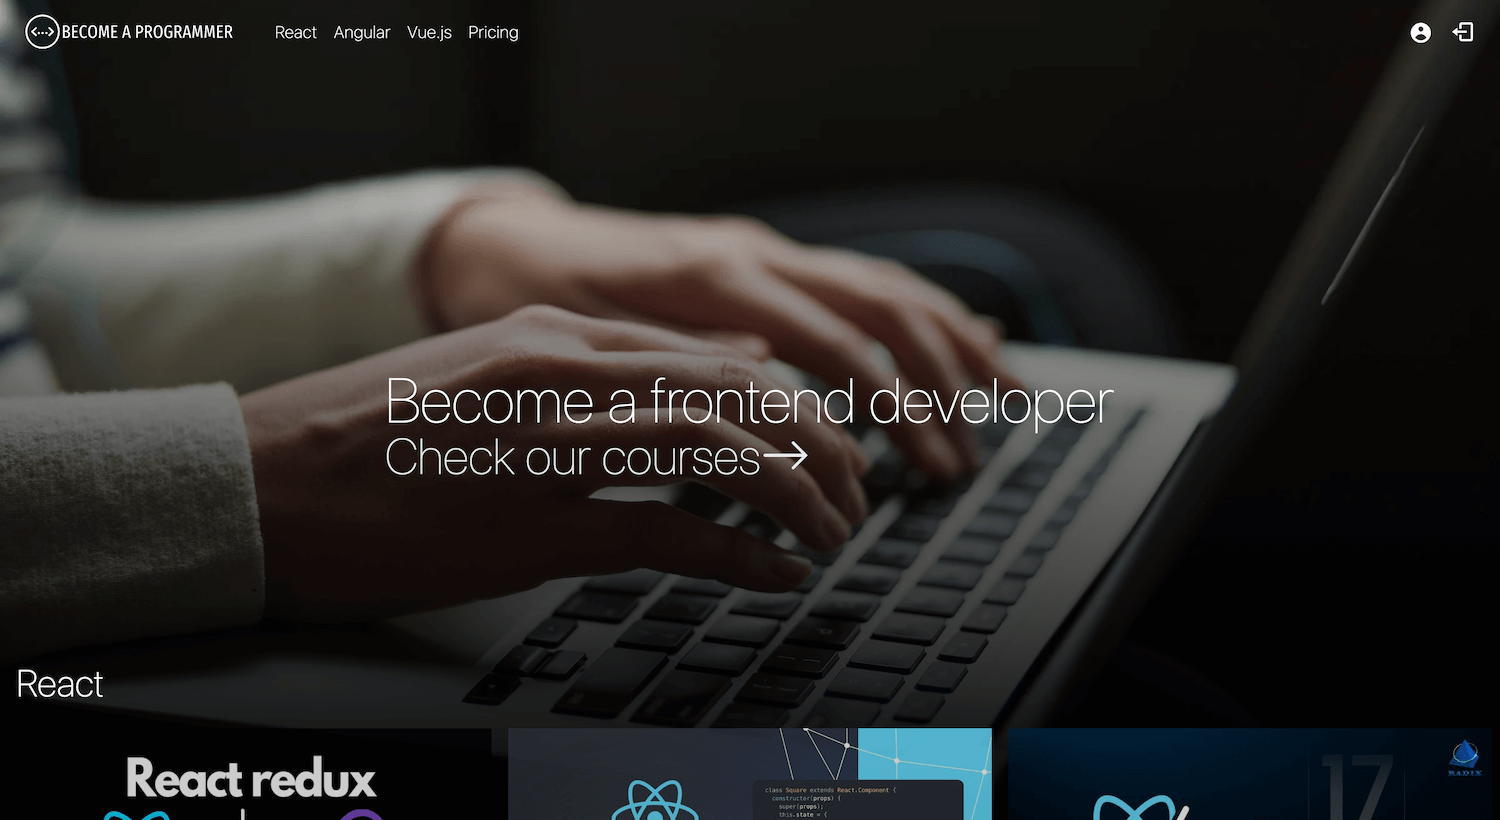 BECOME A PROGRAMMER
React Angular Vue.js Pricing
Become a frontend developer
Check our courses→
React
React redux
class Square extends React.Component {
constructor(props) {
super(props);
this.state = {
17
RADIX